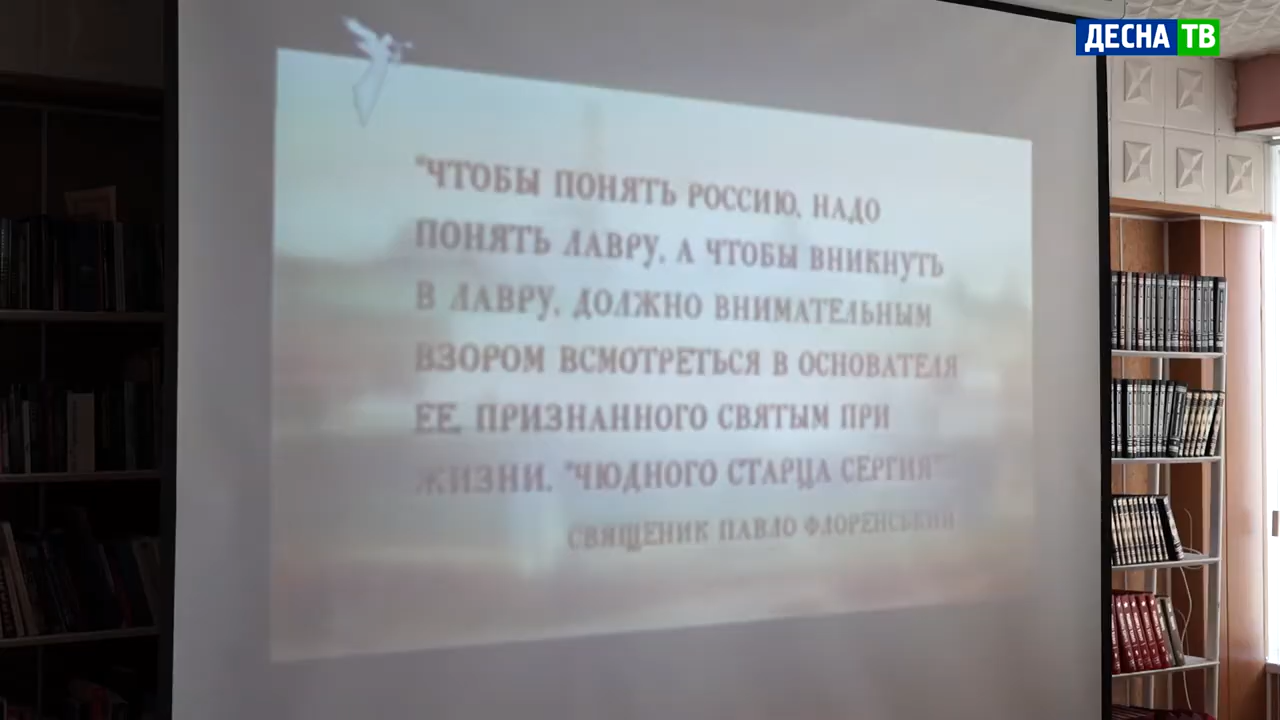 ДЕСНА ТВ
"ЧТОБЫ ПОНЯТЬ РОССИЮ, НАДО
ПОНЯТЬ ЛАВРУ, А ЧТОБЫ ВНИКНУТЬ
В ЛАВРУ, ДОЛЖНО ВНИМАТЕЛЬНЫМ
ВЗОРОМ ВСМОТРЕТЬСЯ В ОСНОВАТЕЛЯ
ЕЕ, ПРИЗНАННОГО СВЯТЫМ ПРИ
ЖИЗНИ, "ЧЮДНОГО СТАРЦА СЕРГИЯ""
СВЯЩЕНИК ПАВЛО ФЛОРЕНСЬКИЙ